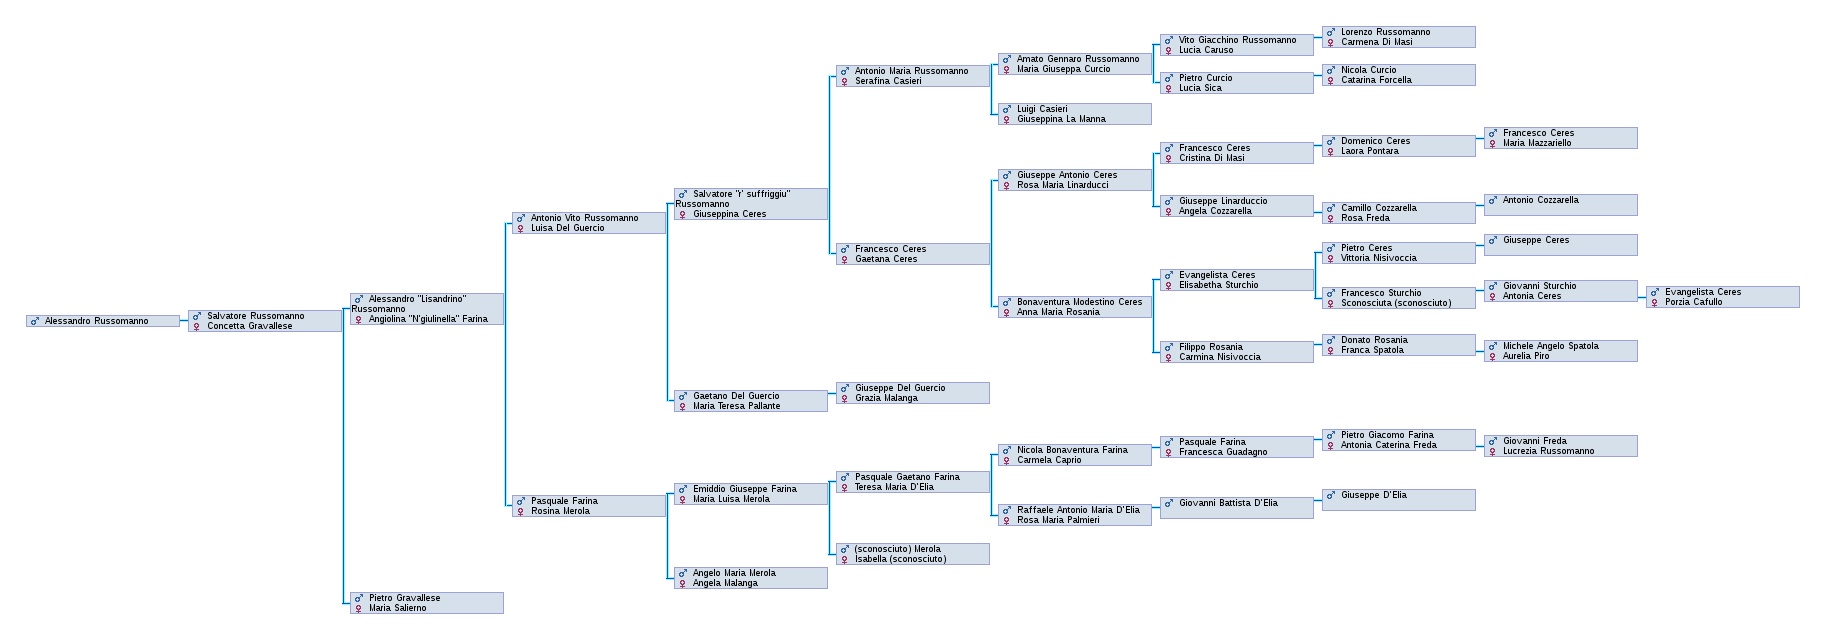 Alessandro Russomanno
Salvatore Russomanno
Concetta Gravallese
Alessandro "Lisandrino"
Russomanno
Angiolina "N'giulinella" Farina
Pietro Gravallese
Maria Salierno
Antonio Vito Russomanno
Luisa Del Guercio
Pasquale Farina
Rosina Merola
Salvatore "r' suffriggiu"
Russomanno
Giuseppina Ceres
Gaetano Del Guercio
Maria Teresa Pallante
Emiddio Giuseppe Farina
Maria Luisa Merola
Angelo Maria Merola
Angela Malanga
Antonio Maria Russomanno
Serafina Casieri
Francesco Ceres
Gaetana Ceres
Giuseppe Del Guercio
Grazia Malanga
Pasquale Gaetano Farina
Teresa Maria D'Elia
(sconosciuto) Merola
Isabella (sconosciuto)
Amato Gennaro Russomanno
Maria Giuseppa Curcio
Luigi Casieri
Giuseppina La Manna
Giuseppe Antonio Ceres
Rosa Maria Linarducci
Bonaventura Modestino Ceres
Anna Maria Rosania
Nicola Bonaventura Farina
Carmela Caprio
Raffaele Antonio Maria D'Elia
Rosa Maria Palmieri
Vito Giacchino Russomanno
Lucia Caruso
Pietro Curcio
Lucia Sica
Francesco Ceres
Cristina Di Masi
Giuseppe Linarduccio
Angela Cozzarella
Evangelista Ceres
Elisabetha Sturchio
Filippo Rosania
Carmina Nisivoccia
Pasquale Farina
Francesca Guadagno
Giovanni Battista D'Elia
Lorenzo Russomanno
Carmena Di Masi
Nicola Curcio
Catarina Forcella
Domenico Ceres
Laora Pontara
Camillo Cozzarella
Rosa Freda
Pietro Ceres
Vittoria Nisivoccia
Francesco Sturchio
Sconosciuta (sconosciuto)
Donato Rosania
Franca Spatola
Pietro Giacomo Farina
Antonia Caterina Freda
Giuseppe D'Elia
Francesco Ceres
Maria Mazzariello
Antonio Cozzarella
Giuseppe Ceres
Giovanni Sturchio
Antonia Ceres
Michele Angelo Spatola
Aurelia Piro
Giovanni Freda
Lucrezia Russomanno
Evangelista Ceres
Porzia Cafullo